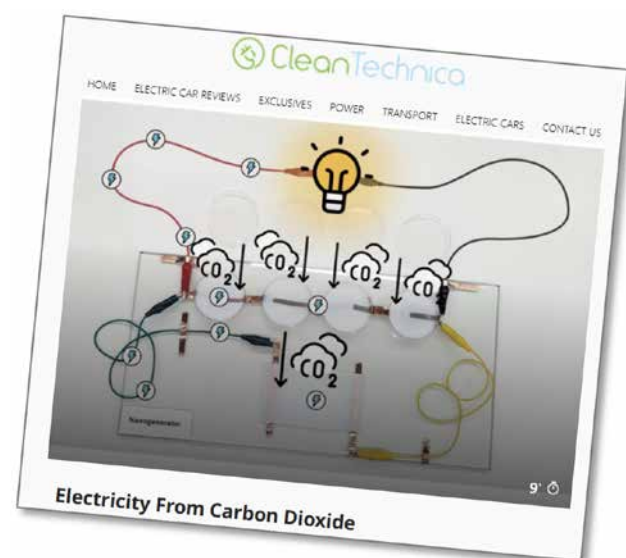 CleanTechnica
HOME ELECTRIC CAR REVIEWS EXCLUSIVES POWER TRANSPORT ELECTRIC CARS CONTACT US
CO2 CO2 CO2 CO2
CO2
Nanogenerator
9'
Electricity From Carbon Dioxide